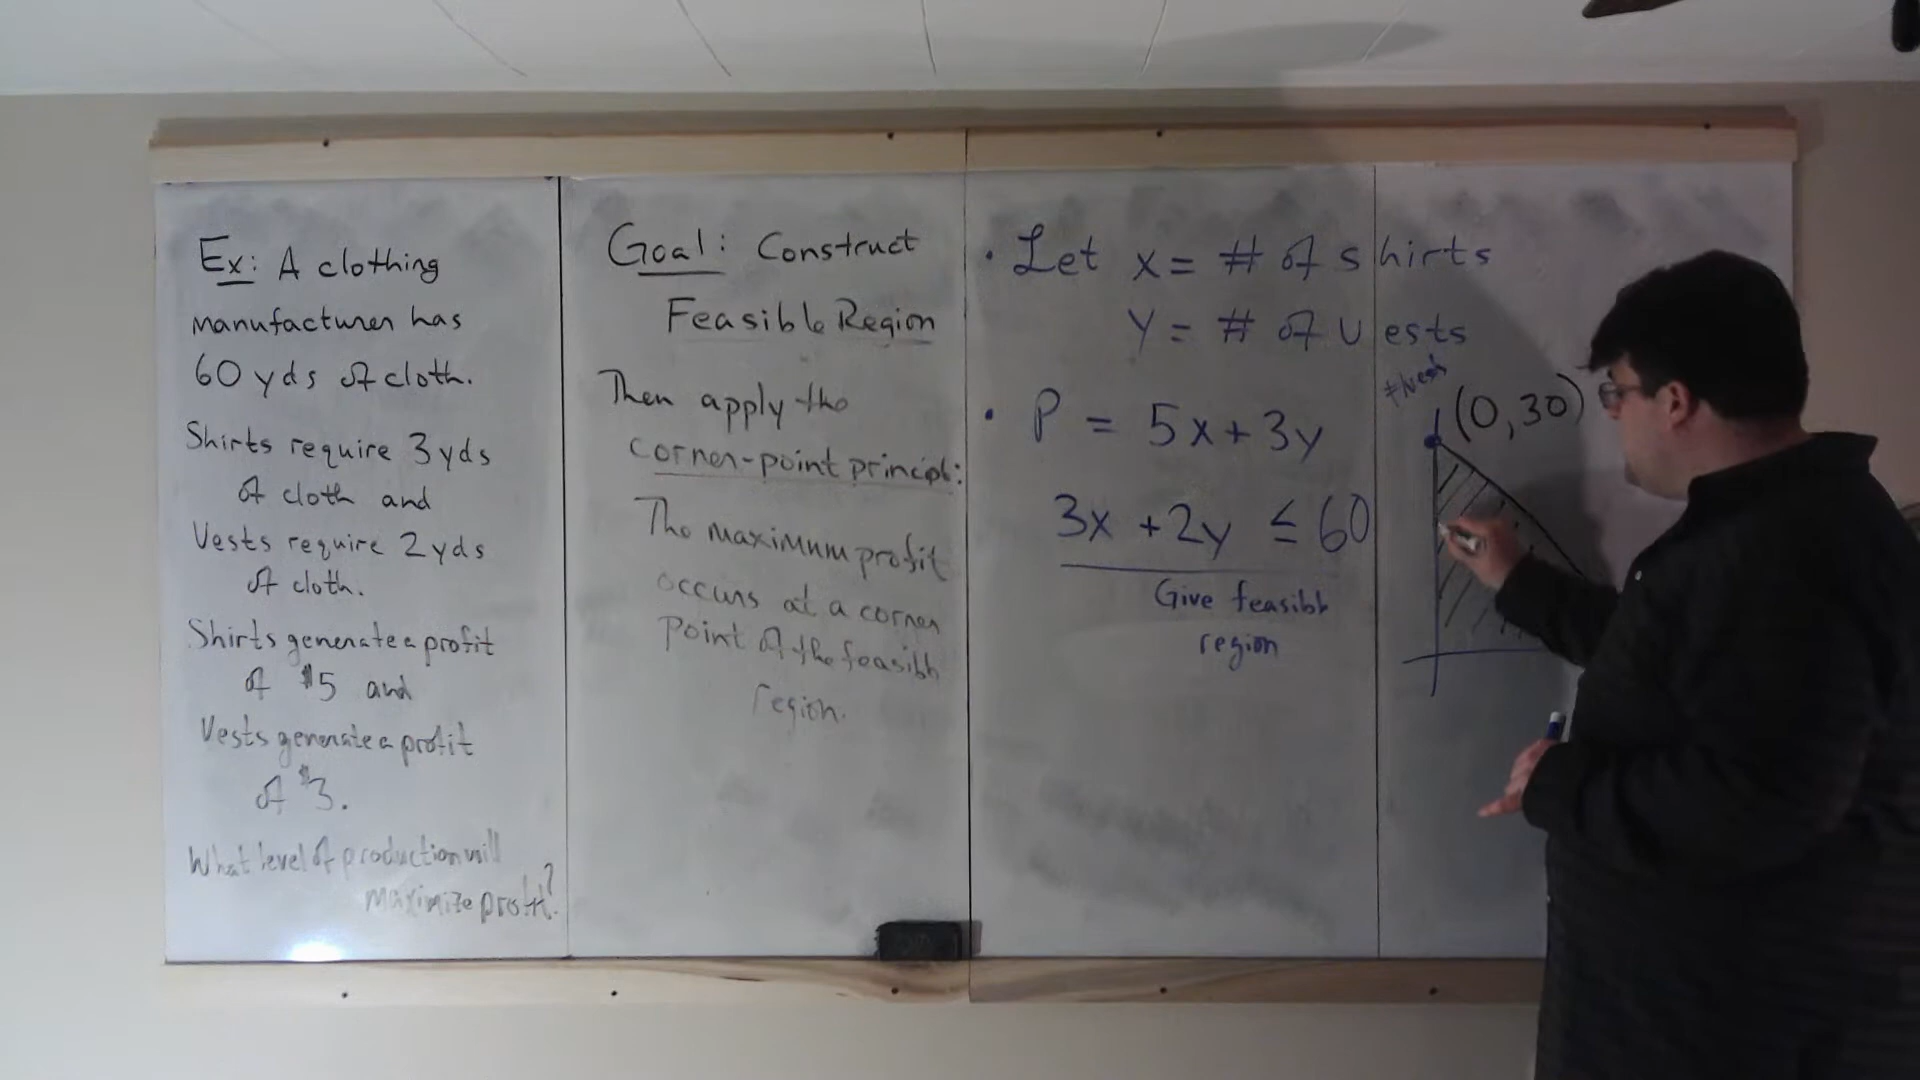 Ex: A clothing
manufacturer has
60 yds of cloth.
Shirts require 3 yds
of cloth and
Vests require 2 yds
of cloth.
Shirts generate a profit
of $5 and
Vests generate a profit
of $3.
What level of production will
maximize profit?
Goal: Construct
Feasible Region
Then apply the
corner-point principle:
The maximum profit
occurs at a corner
point of the feasible
region.
• Let x = # of shirts
Y = # of vests
• P = 5x + 3y
3x + 2y ≤ 60
Give feasible
region
# Vests
(0,30)